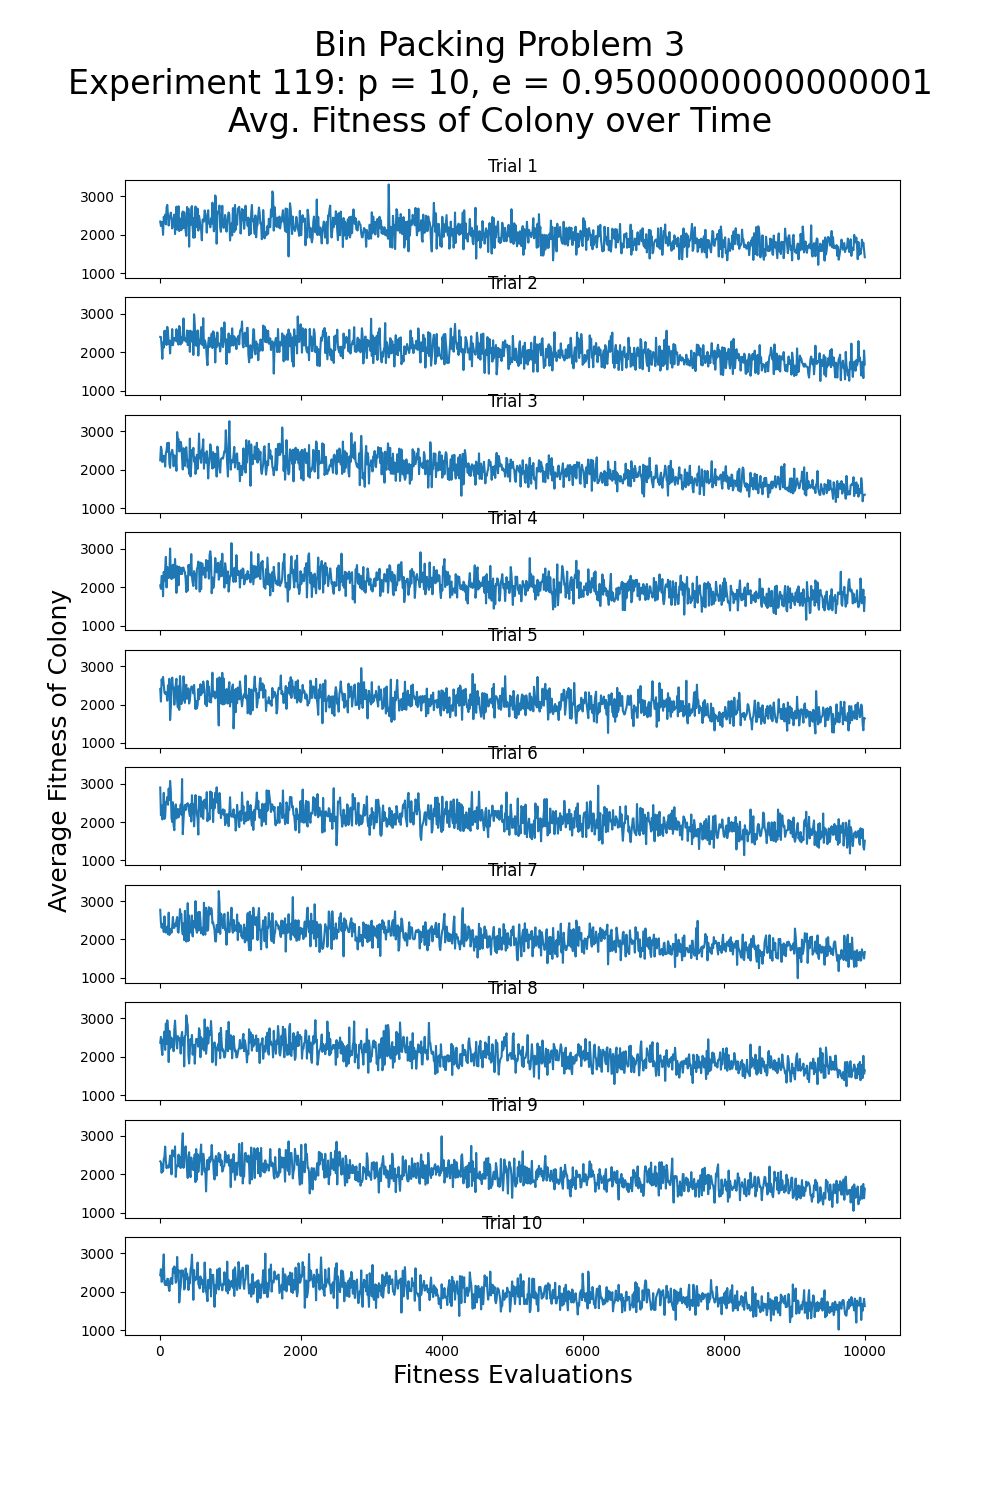 Bin Packing Problem 3
Experiment 119: p = 10, e = 0.9500000000000001
Avg. Fitness of Colony over Time
Trial 1
3000
2000
1000
Trial 2
3000
2000
1000
Trial 3
3000
2000
1000
Trial 4
3000
2000
1000
Trial 5
3000
2000
1000
Trial 6
3000
2000
1000
Trial 7
3000
2000
1000
Trial 8
3000
2000
1000
Trial 9
3000
2000
1000
Trial 10
3000
2000
1000
0 2000 4000 6000 8000 10000
Fitness Evaluations
Average Fitness of Colony